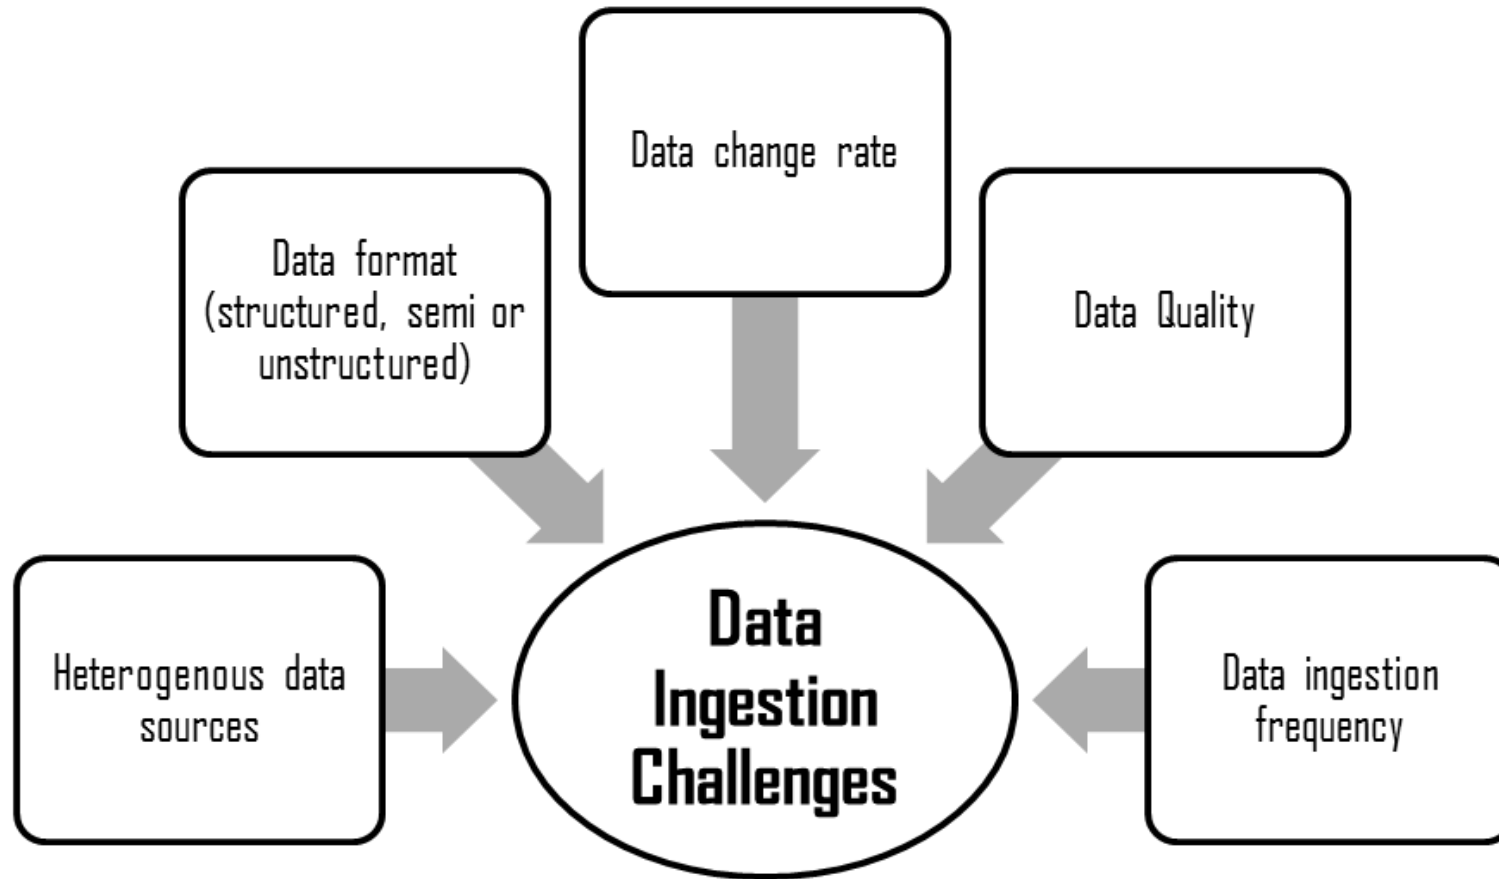 Data change rate
Data format
(structured, semi or
unstructured)
Data Quality
Heterogenous data
sources
Data
Ingestion
Challenges
Data ingestion
frequency